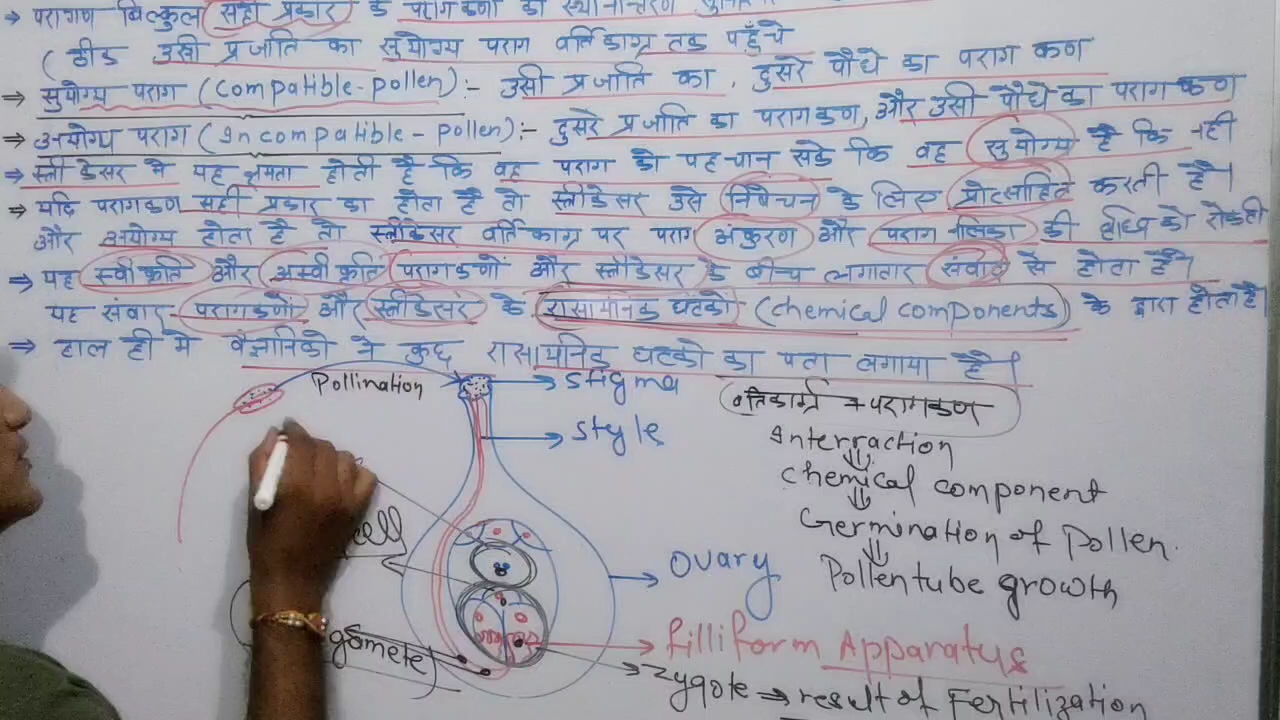 → परागण बिल्कुल सही प्रकार के परागकणों का स्थानान्तरण
( ठीक उसी प्रजाति का सुयोग्य पराग वर्तिकाग्र तक पहुँचे
⇒ सुयोग्य पराग (Compatible-pollen):- उसी प्रजाति का, दुसरे पौधे का पराग कण
⇒ अयोग्य पराग (Incompatible-pollen):- दुसरे प्रजाति का परागकण, और उसी पौधे का पराग कण
⇒ स्त्रीकेसर मे यह क्षमता होती है कि वह पराग को पहचान सके कि वह सुयोग्य है कि नही
⇒ यदि परागकण सही प्रकार का होता है तो स्त्रीकेसर उसे निषेचन के लिए प्रोत्साहित करती है।
और अयोग्य होता है तो स्त्रीकेसर वर्तिकाग्र पर पराग अंकुरण और पराग नलिका की वृध्दि को रोकती
⇒ यह स्वीकृति और अस्वीकृति परागकणों और स्त्रीकेसर के बीच लगातार संवाद से होता है।
यह संवाद परागकणों और स्त्रीकेसर के रासायनिक घटको (chemical components) के द्वारा होता है।
⇒ हाल ही मे वैज्ञानिको ने कुछ रासायनिक घटको का पता लगाया है।
Pollination
stigma
style
cell
gamete)
ovary
filliform Apparatus
Zygote ⇒ result of Fertilization
वर्तिकाग्र + परागकण
Interraction
⇓
chemical component
⇓
Germination of Pollen.
⇓
Pollentube growth